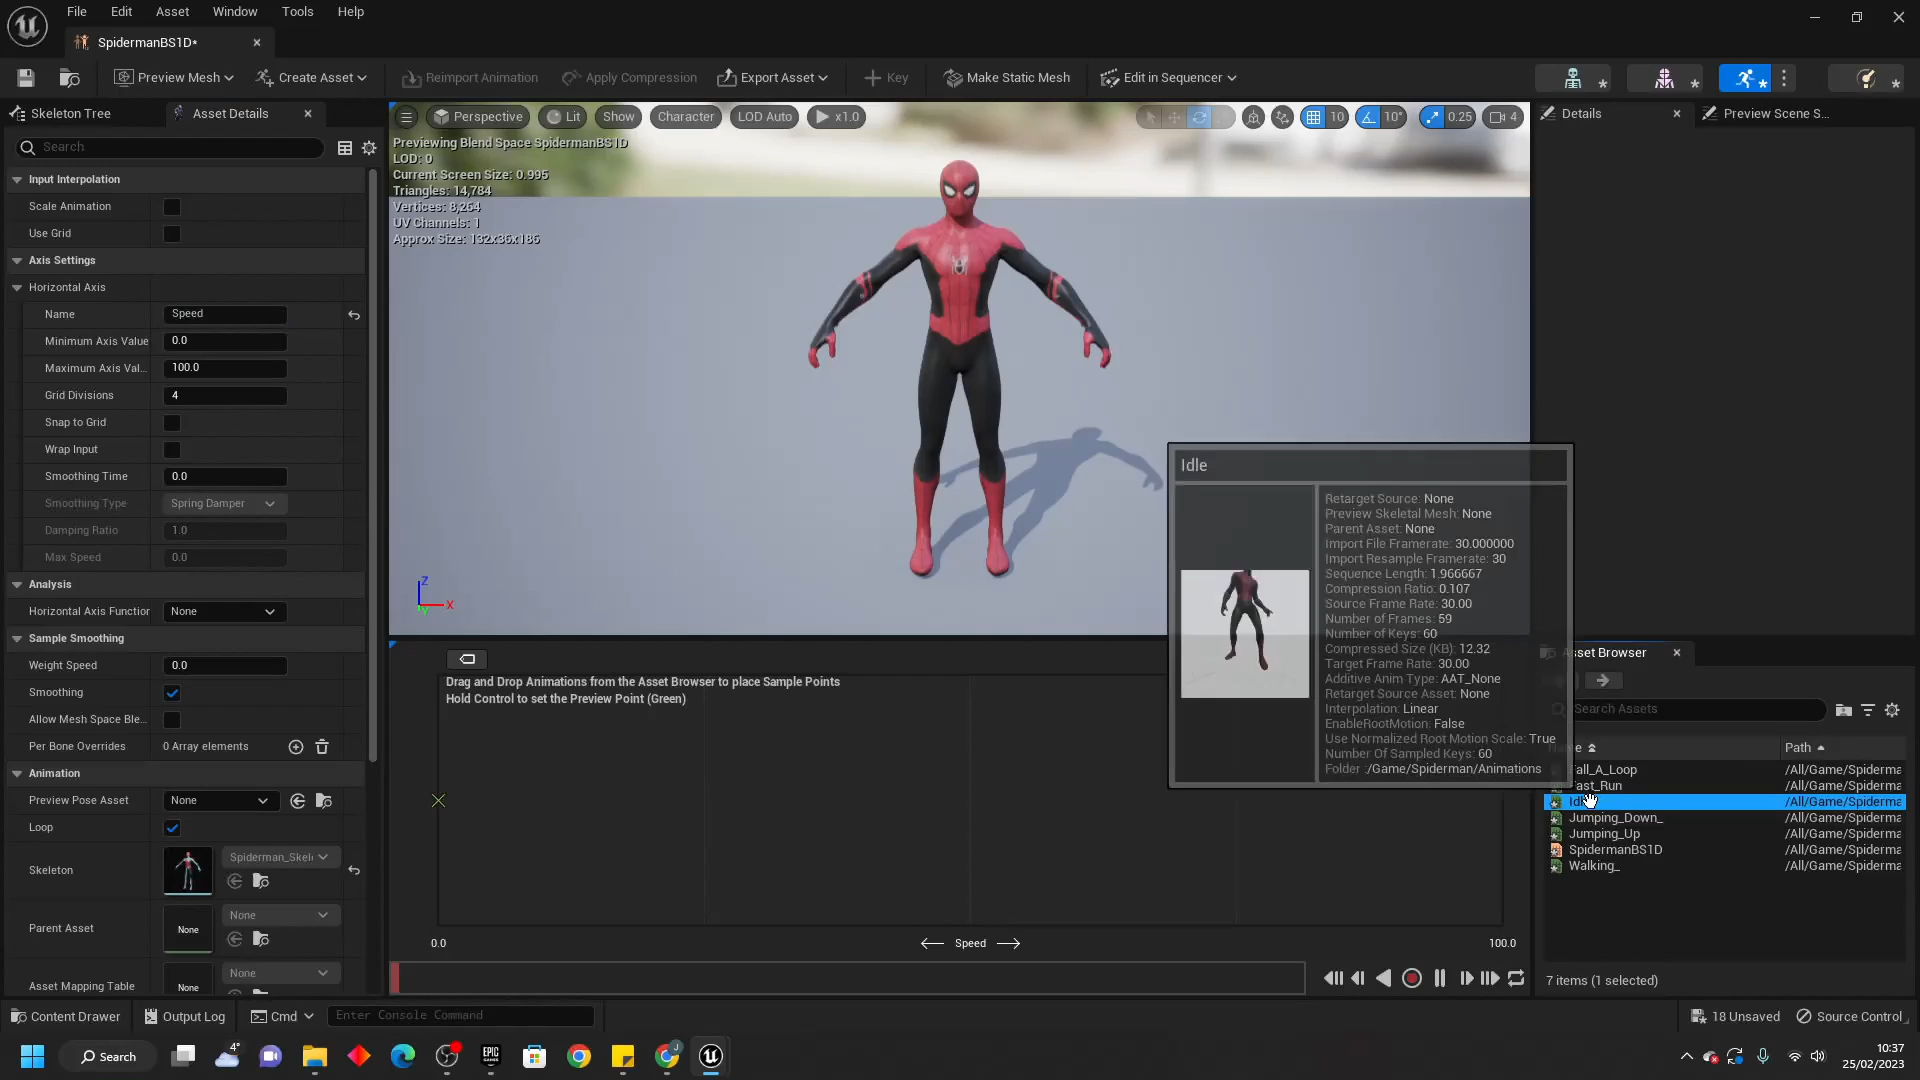 File Edit Asset Window Tools Help
SpidermanBS1D*
Preview Mesh Create Asset Reimport Animation Apply Compression Export Asset Key Make Static Mesh Edit in Sequencer
Skeleton Tree Asset Details
Search
Input Interpolation
Scale Animation
Use Grid
Axis Settings
Horizontal Axis
Name Speed
Minimum Axis Value 0.0
Maximum Axis Val... 100.0
Grid Divisions 4
Snap to Grid
Wrap Input
Smoothing Time 0.0
Smoothing Type Spring Damper
Damping Ratio 1.0
Max Speed 0.0
Analysis
Horizontal Axis Function None
Sample Smoothing
Weight Speed 0.0
Smoothing
Allow Mesh Space Ble...
Per Bone Overrides 0 Array elements
Animation
Preview Pose Asset None
Loop
Skeleton Spiderman_Skel
Parent Asset None None
Asset Mapping Table None None
Perspective Lit Show Character LOD Auto x1.0 10 10° 0.25 4
Previewing Blend Space SpidermanBS1D
LOD: 0
Current Screen Size: 0.995
Triangles: 14,784
Vertices: 8,264
UV Channels: 1
Approx Size: 132x36x186
Z
X
Y
Drag and Drop Animations from the Asset Browser to place Sample Points
Hold Control to set the Preview Point (Green)
0.0 Speed 100.0
Idle
Retarget Source: None
Preview Skeletal Mesh: None
Parent Asset: None
Import File Framerate: 30.000000
Import Resample Framerate: 30
Sequence Length: 1.966667
Compression Ratio: 0.107
Source Frame Rate: 30.00
Number of Frames: 59
Number of Keys: 60
Compressed Size (KB): 12.32
Target Frame Rate: 30.00
Additive Anim Type: AAT_None
Retarget Source Asset: None
Interpolation: Linear
EnableRootMotion: False
Use Normalized Root Motion Scale: True
Number Of Sampled Keys: 60
Folder :/Game/Spiderman/Animations
Details Preview Scene S...
Asset Browser
Search Assets
Path
Fall_A_Loop /All/Game/Spiderma
Fast_Run /All/Game/Spiderma
/All/Game/Spiderma
Jumping_Down_ /All/Game/Spiderma
Jumping_Up /All/Game/Spiderma
SpidermanBS1D /All/Game/Spiderma
Walking_ /All/Game/Spiderma
7 items (1 selected)
Content Drawer Output Log Cmd Enter Console Command 18 Unsaved Source Control
Search 4° EPIC GAMES J
10:37
25/02/2023